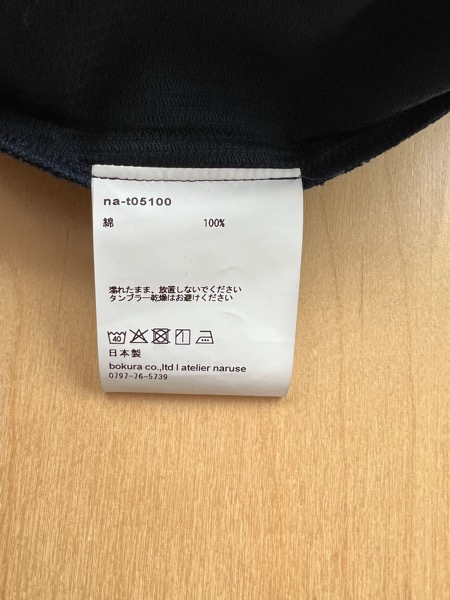 na-t05100
綿 100%
濡れたまま、放置しないでください
タンブラー乾燥はお避けください
40
日本製
bokura co.,ltd l atelier naruse
0797-76-5739